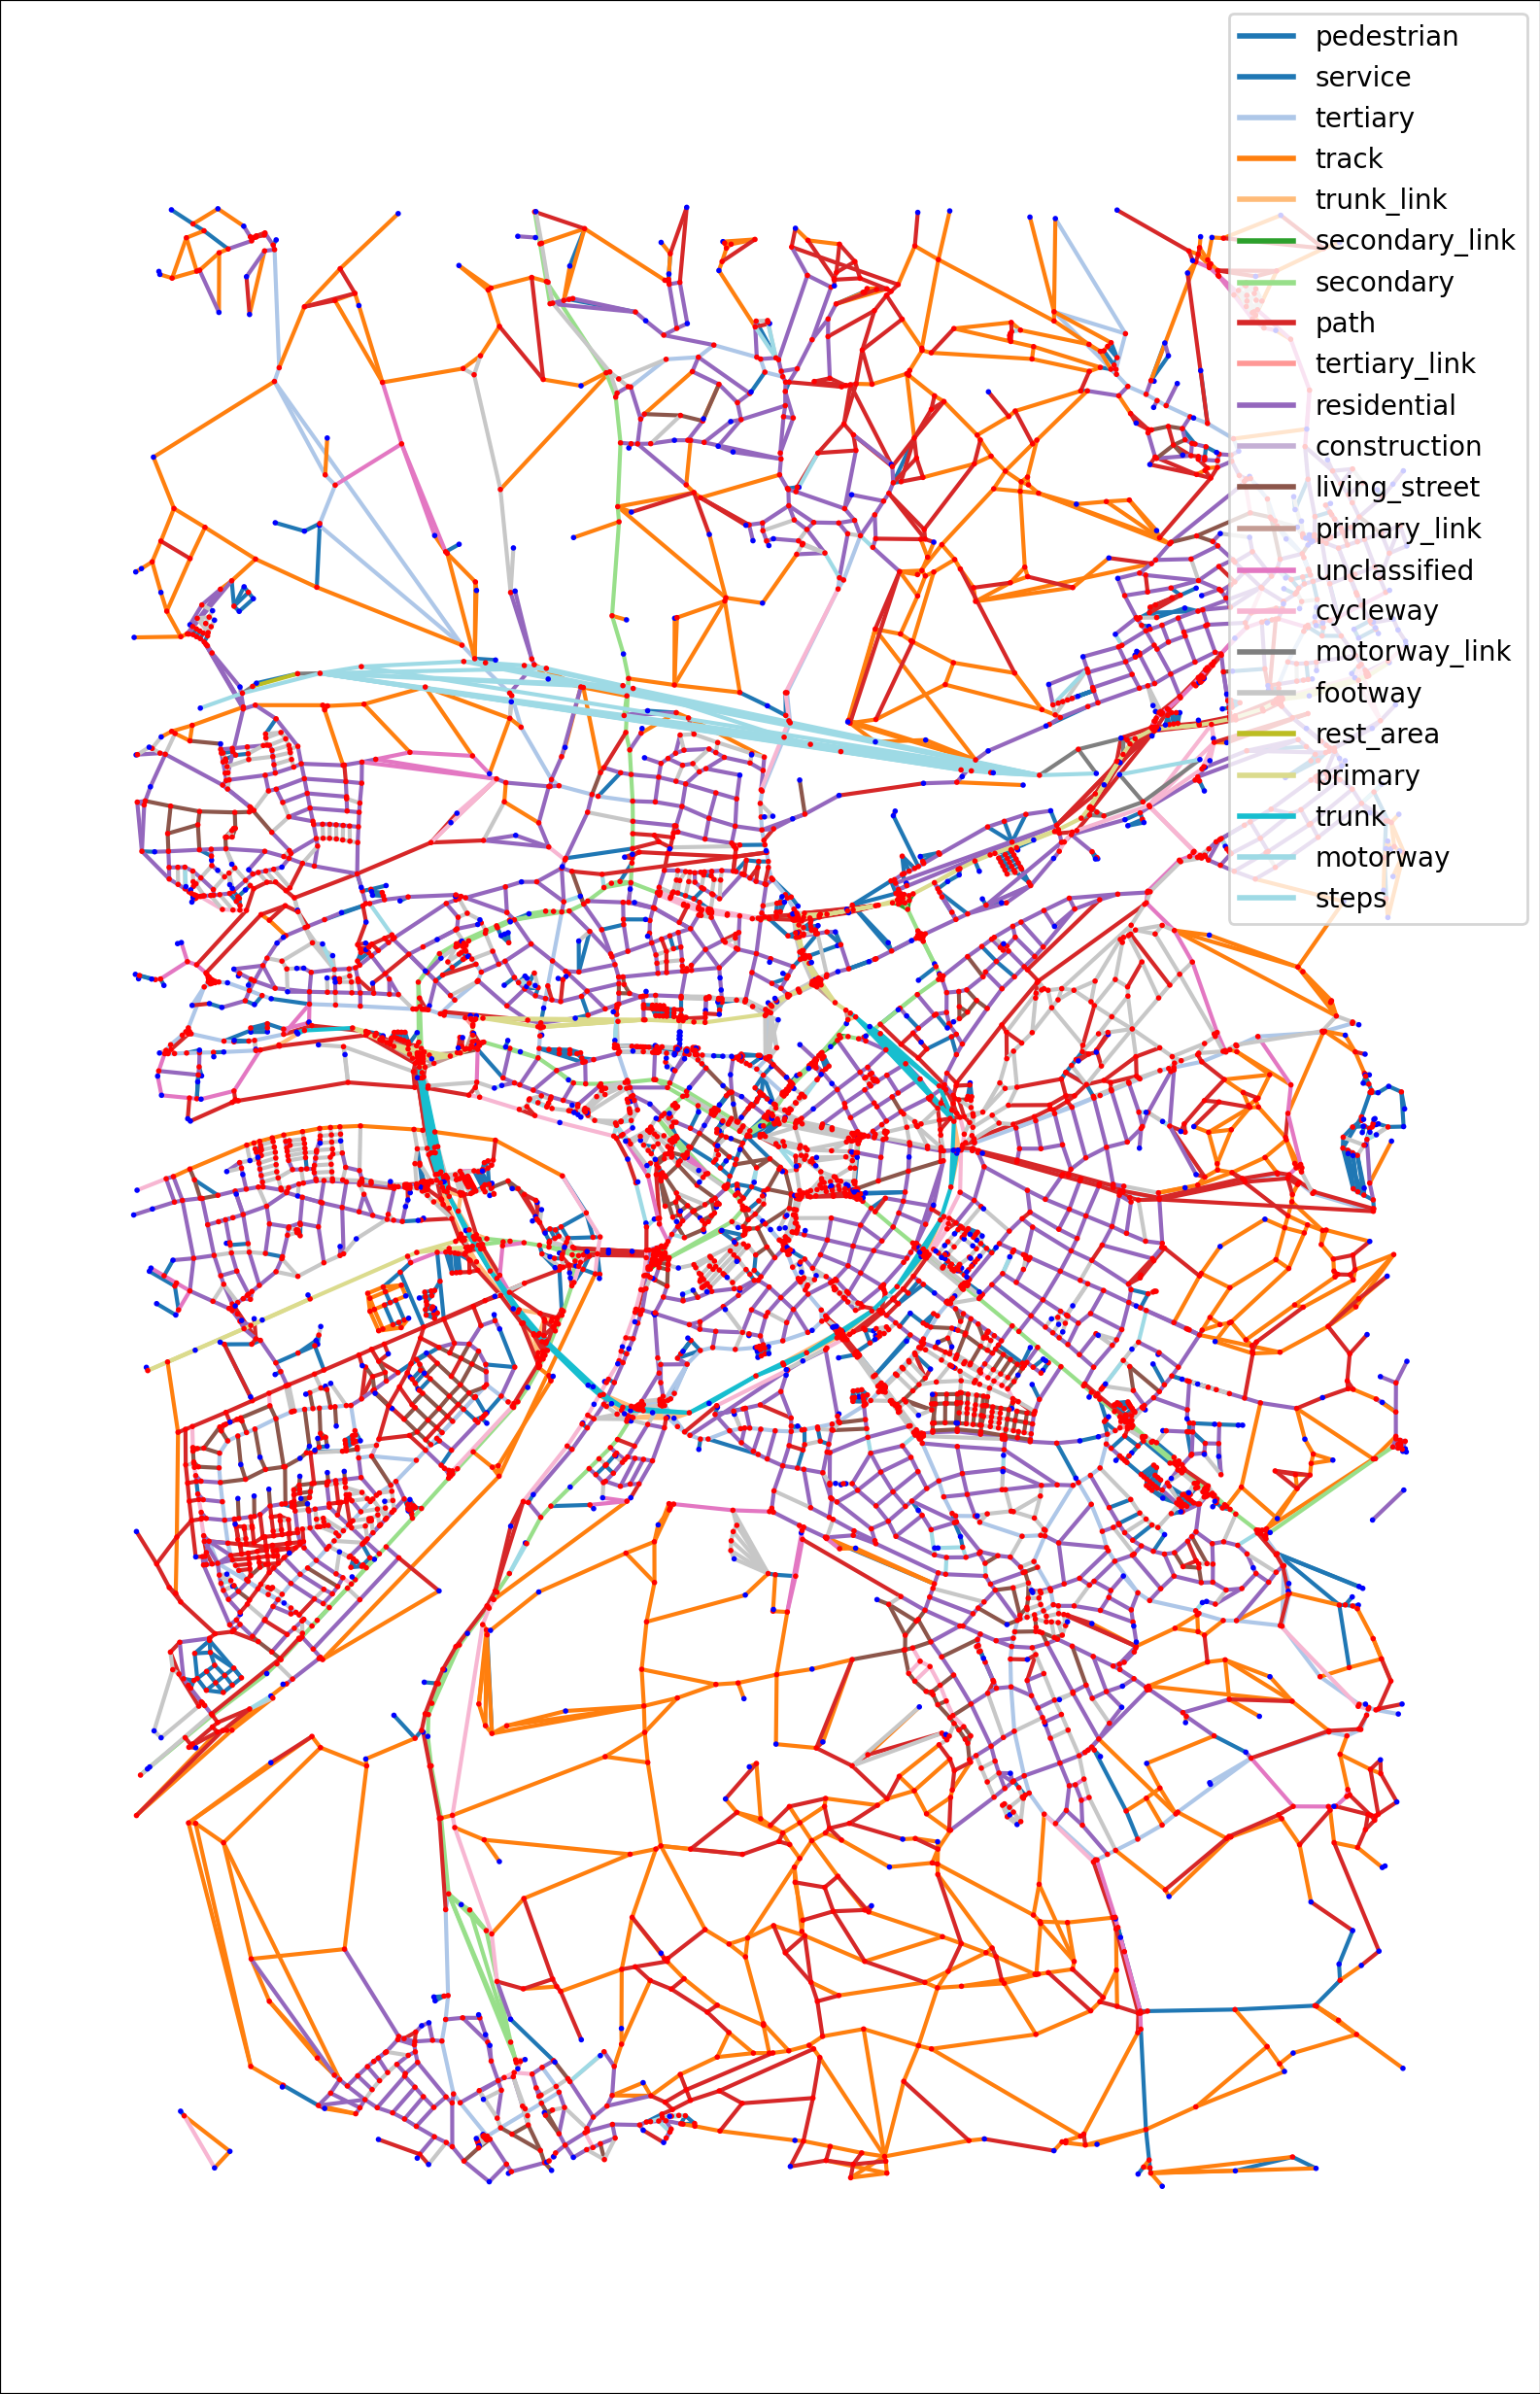 pedestrian
service
tertiary
track
trunk_link
secondary_link
secondary
path
tertiary_link
residential
construction
living_street
primary_link
unclassified
cycleway
motorway_link
footway
rest_area
primary
trunk
motorway
steps